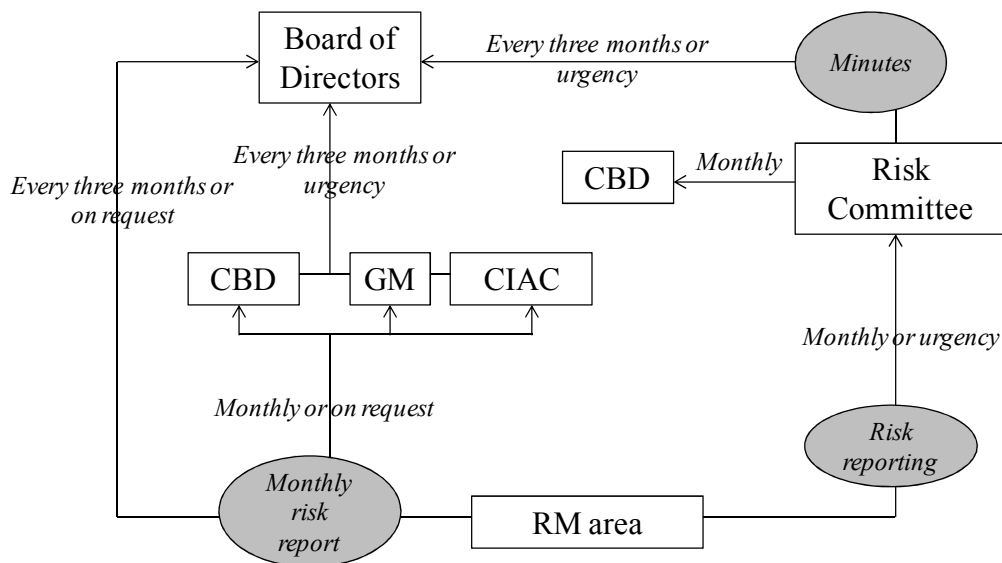 Board of
Directors
Every three months or
urgency
Minutes
Every three months or
on request
Every three months or
urgency
CBD
Monthly
Risk
Committee
CBD
GM
CIAC
Monthly or urgency
Monthly or on request
Risk
reporting
Monthly
risk
report
RM area